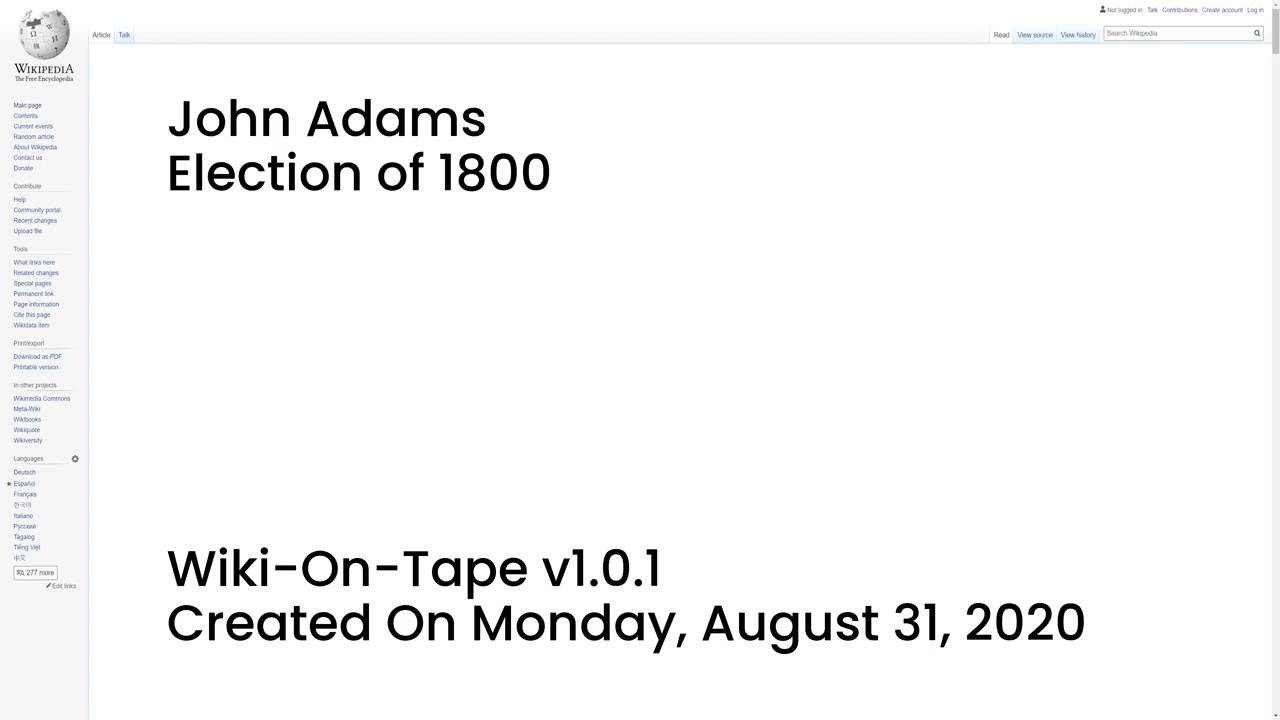 Not logged in Talk Contributions Create account Log in
Article Talk Read View source View history Search Wikipedia
WIKIPEDIA
The Free Encyclopedia
Main page
Contents
Current events
Random article
About Wikipedia
Contact us
Donate
Contribute
Help
Community portal
Recent changes
Upload file
Tools
What links here
Related changes
Special pages
Permanent link
Page information
Cite this page
Wikidata item
Print/export
Download as PDF
Printable version
In other projects
Wikimedia Commons
Meta-Wiki
Wikibooks
Wikiquote
Wikiversity
Languages
Deutsch
Español
Français
한국어
Italiano
Русский
Tagalog
Tiếng Việt
中文
277 more
Edit links
John Adams
Election of 1800
Wiki-On-Tape v1.0.1
Created On Monday, August 31, 2020